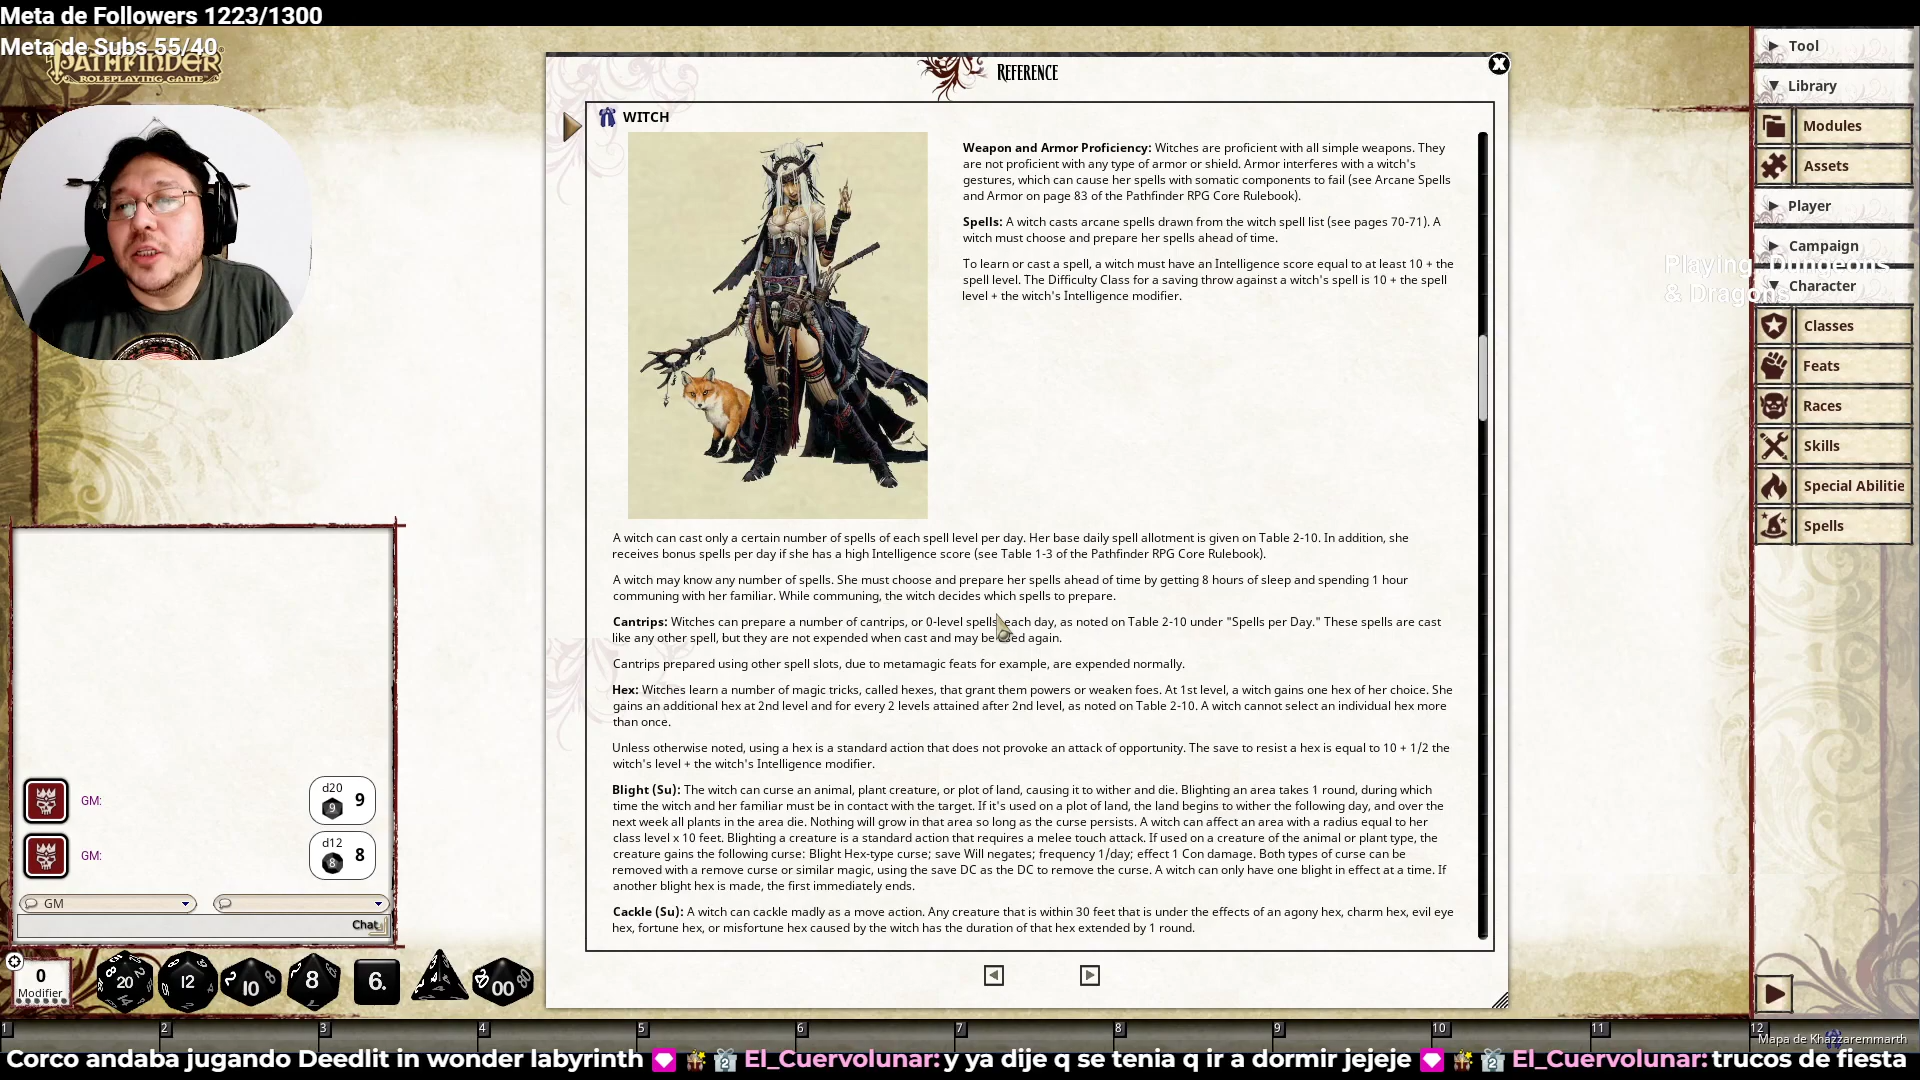 Meta de Followers 1223/1300
Meta de Subs 55/40
PATHFINDER
ROLEPLAYING GAME
REFERENCE
WITCH
Weapon and Armor Proficiency: Witches are proficient with all simple weapons. They
are not proficient with any type of armor or shield. Armor interferes with a witch's
gestures, which can cause her spells with somatic components to fail (see Arcane Spells
and Armor on page 83 of the Pathfinder RPG Core Rulebook).
Spells: A witch casts arcane spells drawn from the witch spell list (see pages 70-71). A
witch must choose and prepare her spells ahead of time.
To learn or cast a spell, a witch must have an Intelligence score equal to at least 10 + the
spell level. The Difficulty Class for a saving throw against a witch's spell is 10 + the spell
level + the witch's Intelligence modifier.
A witch can cast only a certain number of spells of each spell level per day. Her base daily spell allotment is given on Table 2-10. In addition, she
receives bonus spells per day if she has a high Intelligence score (see Table 1-3 of the Pathfinder RPG Core Rulebook).
A witch may know any number of spells. She must choose and prepare her spells ahead of time by getting 8 hours of sleep and spending 1 hour
communing with her familiar. While communing, the witch decides which spells to prepare.
Cantrips: Witches can prepare a number of cantrips, or 0-level spells each day, as noted on Table 2-10 under "Spells per Day." These spells are cast
like any other spell, but they are not expended when cast and may be used again.
Cantrips prepared using other spell slots, due to metamagic feats for example, are expended normally.
Hex: Witches learn a number of magic tricks, called hexes, that grant them powers or weaken foes. At 1st level, a witch gains one hex of her choice. She
gains an additional hex at 2nd level and for every 2 levels attained after 2nd level, as noted on Table 2-10. A witch cannot select an individual hex more
than once.
Unless otherwise noted, using a hex is a standard action that does not provoke an attack of opportunity. The save to resist a hex is equal to 10 + 1/2 the
witch's level + the witch's Intelligence modifier.
Blight (Su): The witch can curse an animal, plant creature, or plot of land, causing it to wither and die. Blighting an area takes 1 round, during which
time the witch and her familiar must be in contact with the target. If it's used on a plot of land, the land begins to wither the following day, and over the
next week all plants in the area die. Nothing will grow in that area so long as the curse persists. A witch can affect an area with a radius equal to her
class level x 10 feet. Blighting a creature is a standard action that requires a melee touch attack. If used on a creature of the animal or plant type, the
creature gains the following curse: Blight Hex-type curse; save Will negates; frequency 1/day; effect 1 Con damage. Both types of curse can be
removed with a remove curse or similar magic, using the save DC as the DC to remove the curse. A witch can only have one blight in effect at a time. If
another blight hex is made, the first immediately ends.
Cackle (Su): A witch can cackle madly as a move action. Any creature that is within 30 feet that is under the effects of an agony hex, charm hex, evil eye
hex, fortune hex, or misfortune hex caused by the witch has the duration of that hex extended by 1 round.
Tool
Library
Modules
Assets
Player
Campaign
Playing: Dungeons
& Dragons
Character
Classes
Feats
Races
Skills
Special Abilitie
Spells
GM:
d20
9
9
GM:
d12
8
8
GM
Chat
0
Modifier
20
12
10
8
6.
00
1 2 3 4 5 6 7 8 9 10 11 12
Mapa de Khazzaremmarth
Corco andaba jugando Deedlit in wonder labyrinth El_Cuervolunar: y ya dije q se tenia q ir a dormir jejeje El_Cuervolunar: trucos de fiesta